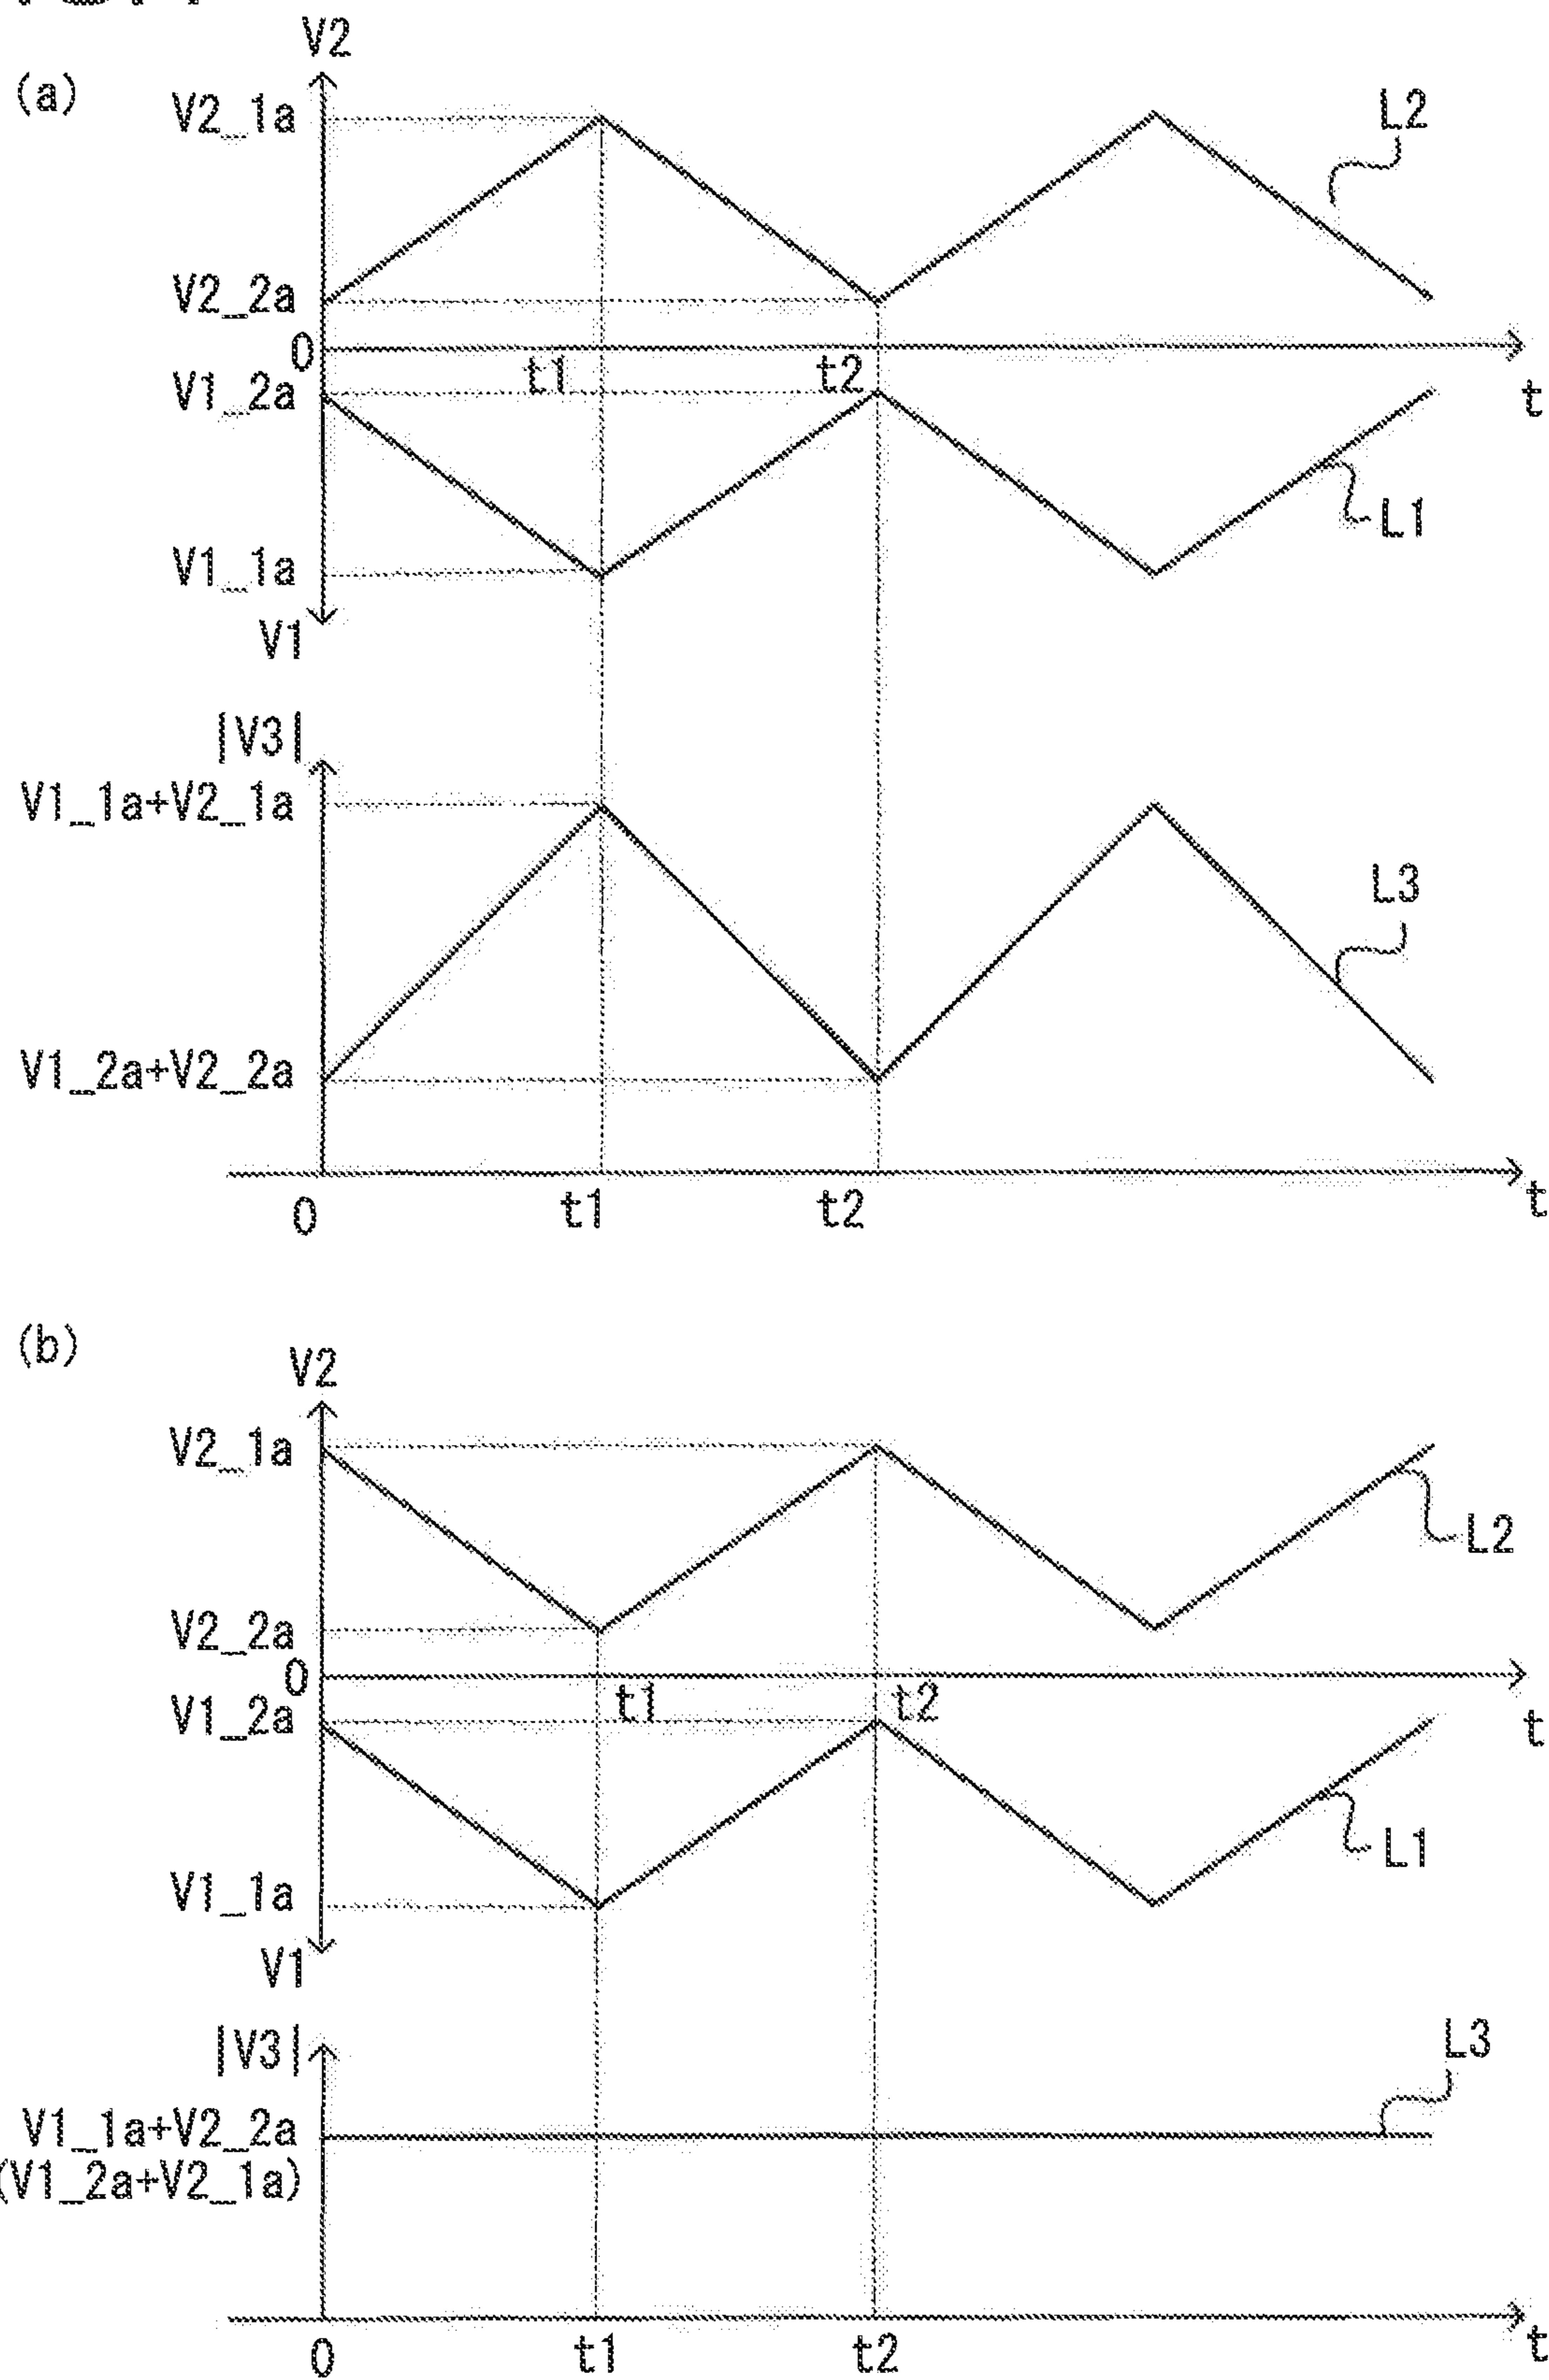 V2
(a)
V2_1a
L2
V2_2a
0
t1
t2
V1_2a
t
L1
V1_1a
V1
|V3|
V1_1a+V2_1a
L3
V1_2a+V2_2a
0
t1
t2
t
(b)
V2
V2_1a
L2
V2_2a
0
t1
t2
V1_2a
t
L1
V1_1a
V1
|V3|
L3
V1_1a+V2_2a
(V1_2a+V2_1a)
0
t1
t2
t